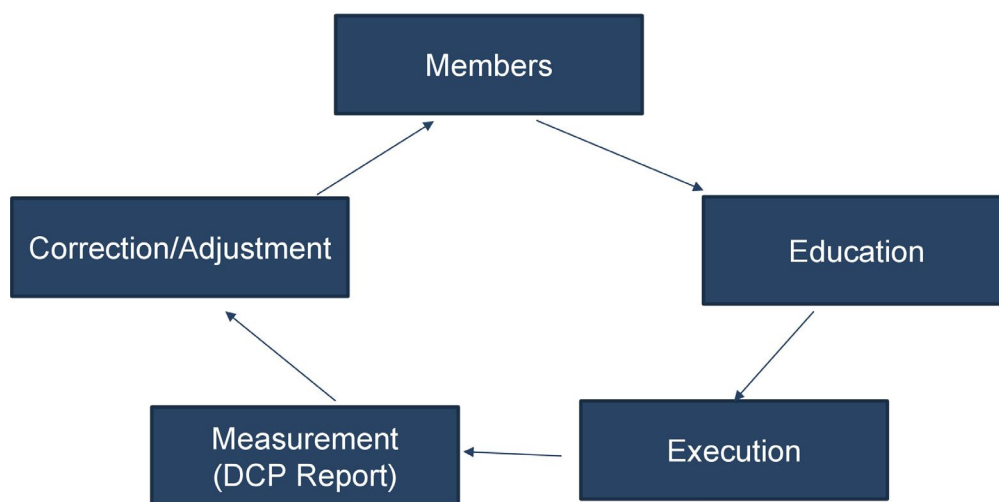 Members
Correction/Adjustment
Education
Measurement
(DCP Report)
Execution